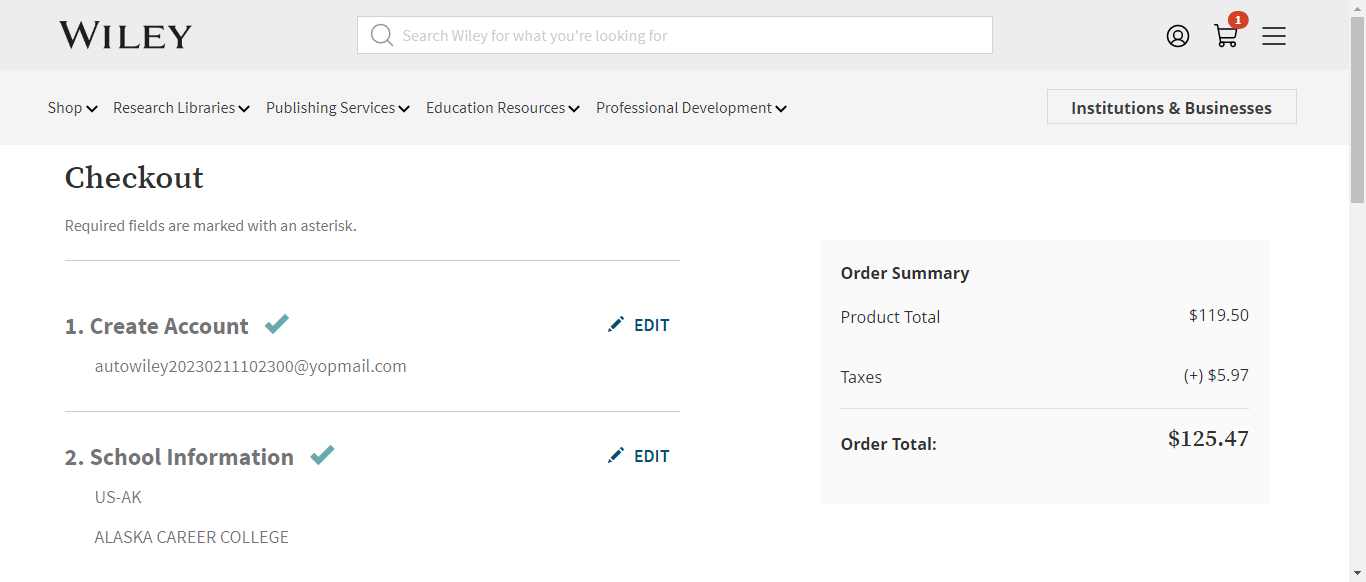 WILEY
Search Wiley for what you're looking for
1
Shop Research Libraries Publishing Services Education Resources Professional Development Institutions & Businesses
Checkout
Required fields are marked with an asterisk.
1. Create Account EDIT
autowiley20230211102300@yopmail.com
2. School Information EDIT
US-AK
ALASKA CAREER COLLEGE
Order Summary
Product Total $119.50
Taxes (+) $5.97
Order Total: $125.47